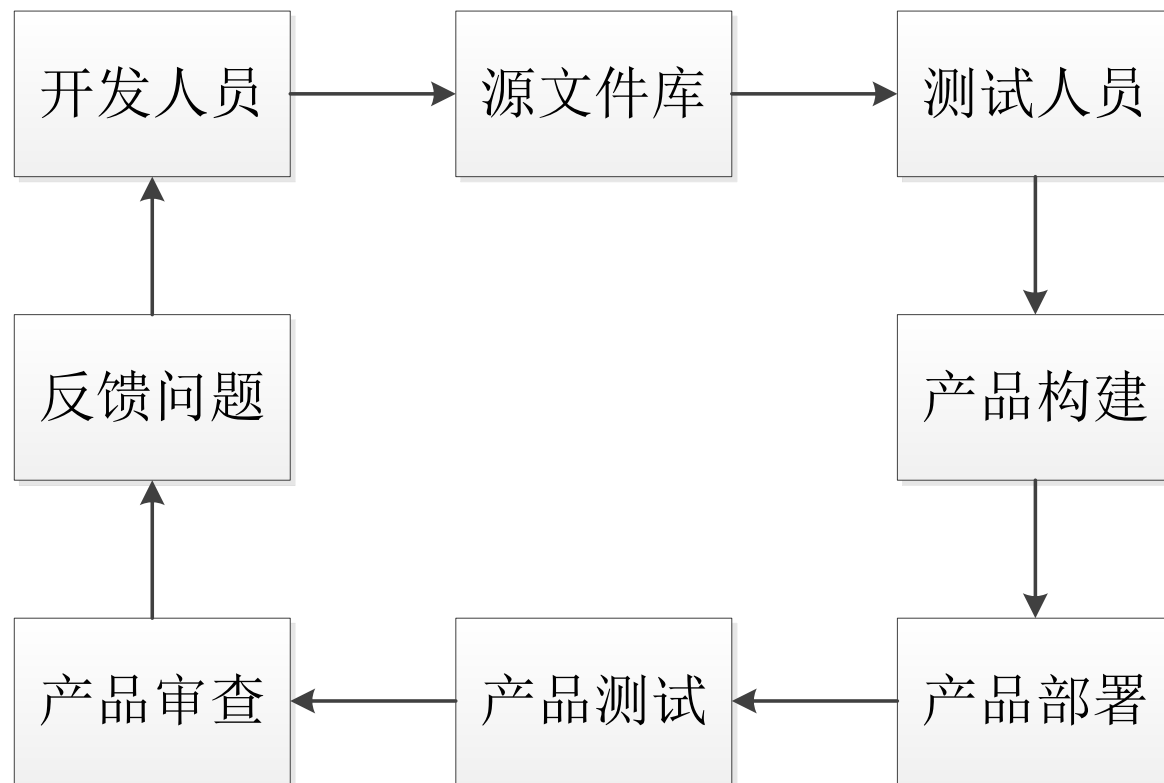 开发人员
源文件库
测试人员
反馈问题
产品构建
产品审查
产品测试
产品部署